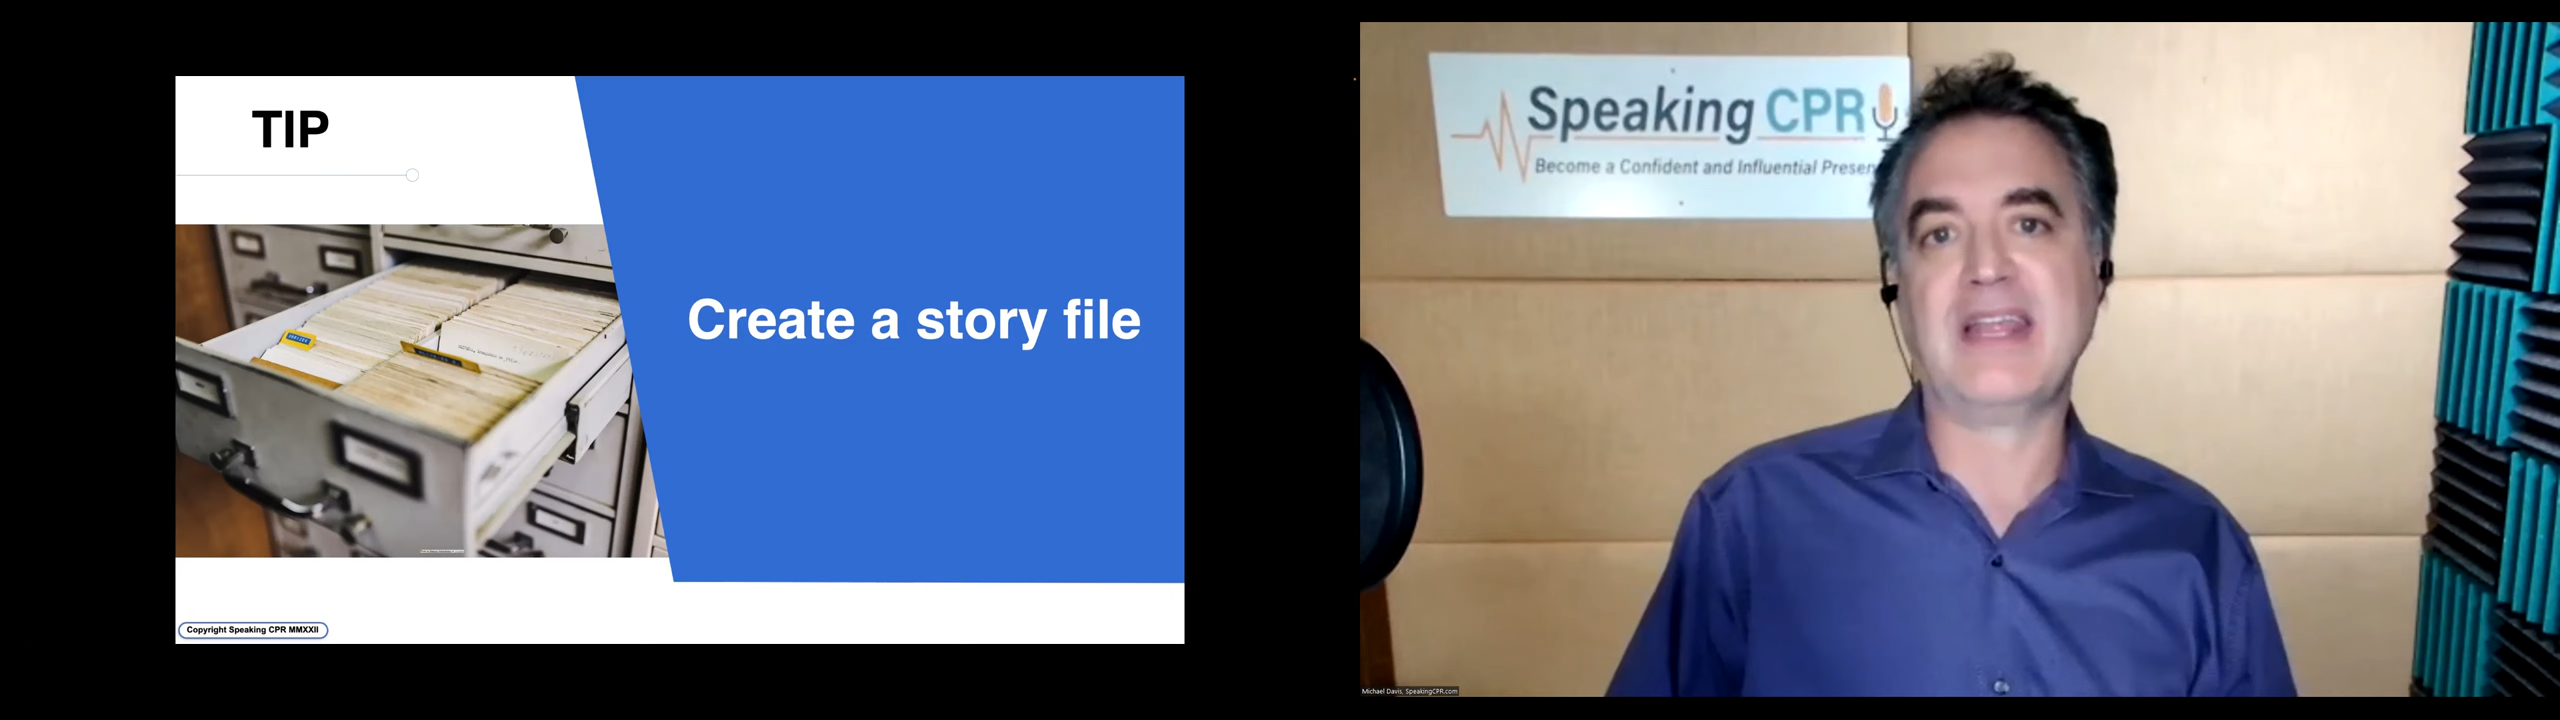 TIP
Create a story file
Copyright Speaking CPR MMXXII
Speaking CPR
Become a Confident and Influential Presen
Michael Davis, SpeakingCPR.com